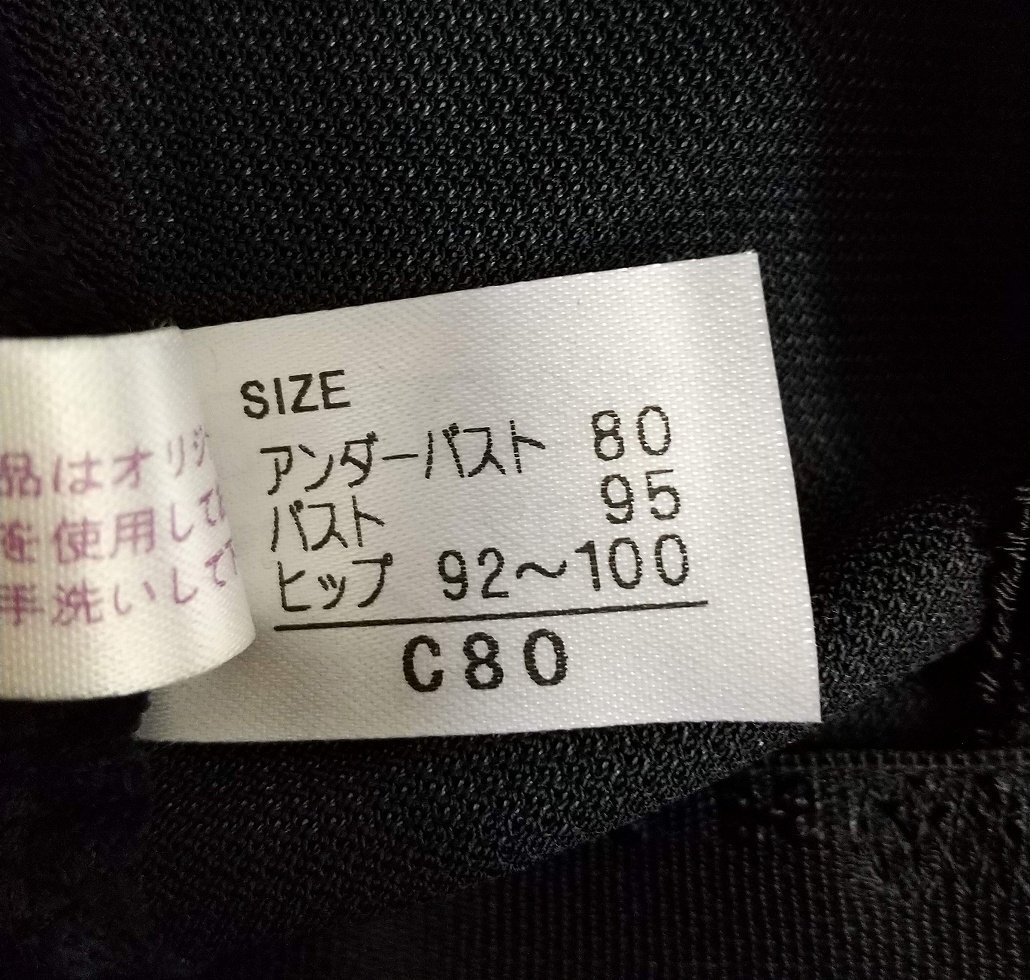 SIZE
アンダーバスト 80
バスト 95
ヒップ 92〜100
C80
品はオリジ
を使用して
手洗いして